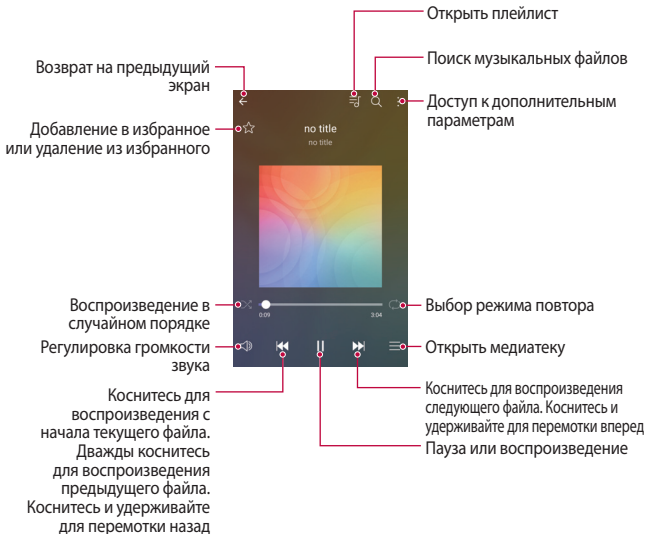 Открыть плейлист
Поиск музыкальных файлов
Возврат на предыдущий
экран
Доступ к дополнительным
параметрам
Добавление в избранное
или удаление из избранного
no title
no title
0:09
3:04
Воспроизведение в
случайном порядке
Выбор режима повтора
Регулировка громкости
звука
Открыть медиатеку
Коснитесь для
воспроизведения с
начала текущего файла.
Дважды коснитесь
для воспроизведения
предыдущего файла.
Коснитесь и удерживайте
для перемотки назад
Коснитесь для воспроизведения
следующего файла. Коснитесь и
удерживайте для перемотки вперед
Пауза или воспроизведение